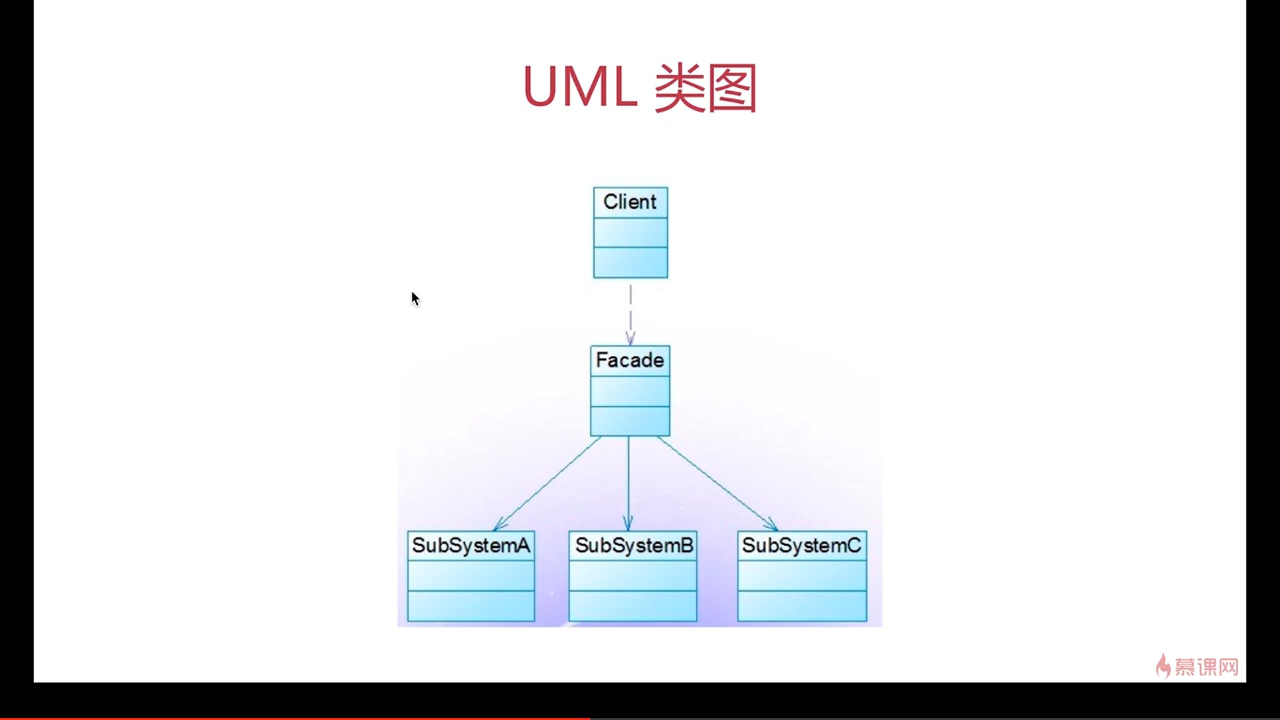 UML 类图
Client
Facade
SubSystemA
SubSystemB
SubSystemC
慕课网